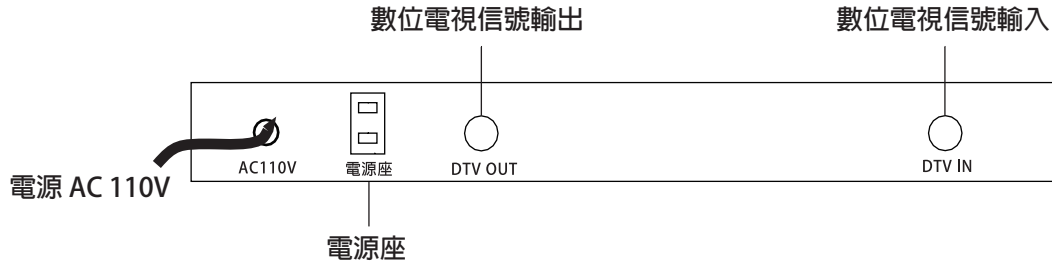 數位電視信號輸出
數位電視信號輸入
AC110V
電源座
DTV OUT
DTV IN
電源 AC 110V
電源座